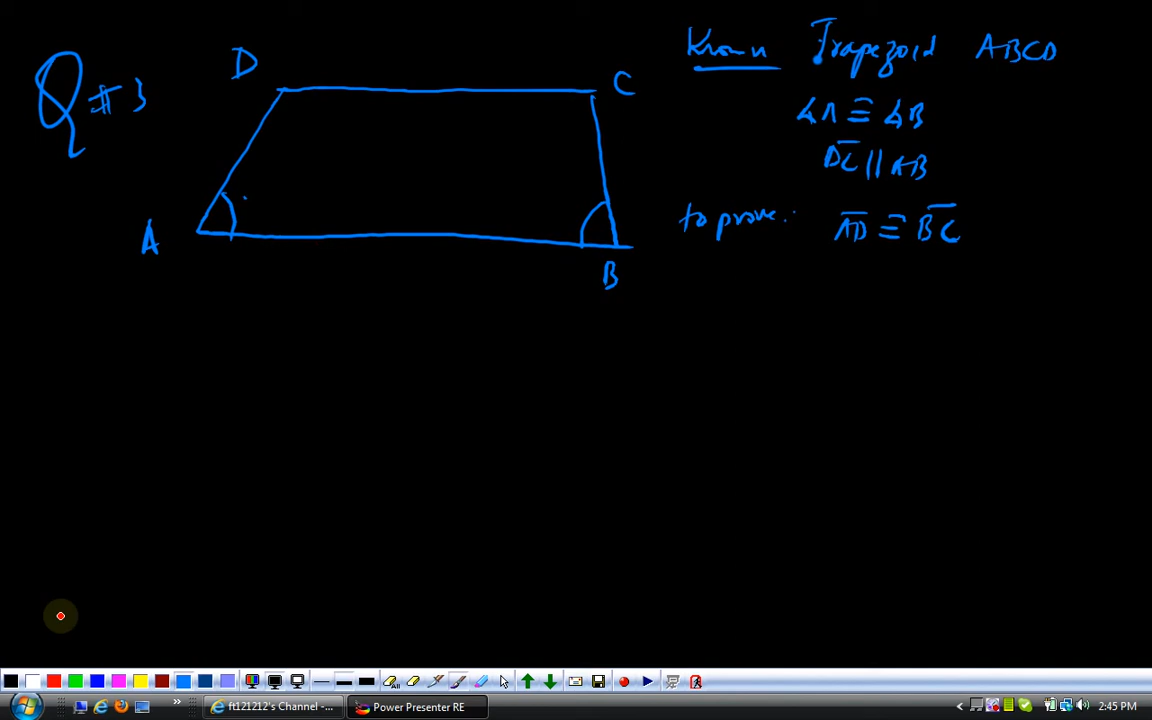 Q #3
D
C
A
B
Known Trapezoid ABCD
∡A ≅ ∡B
DC || AB
to prove: AD ≅ BC
ft121212's Channel -...
Power Presenter RE
2:45 PM